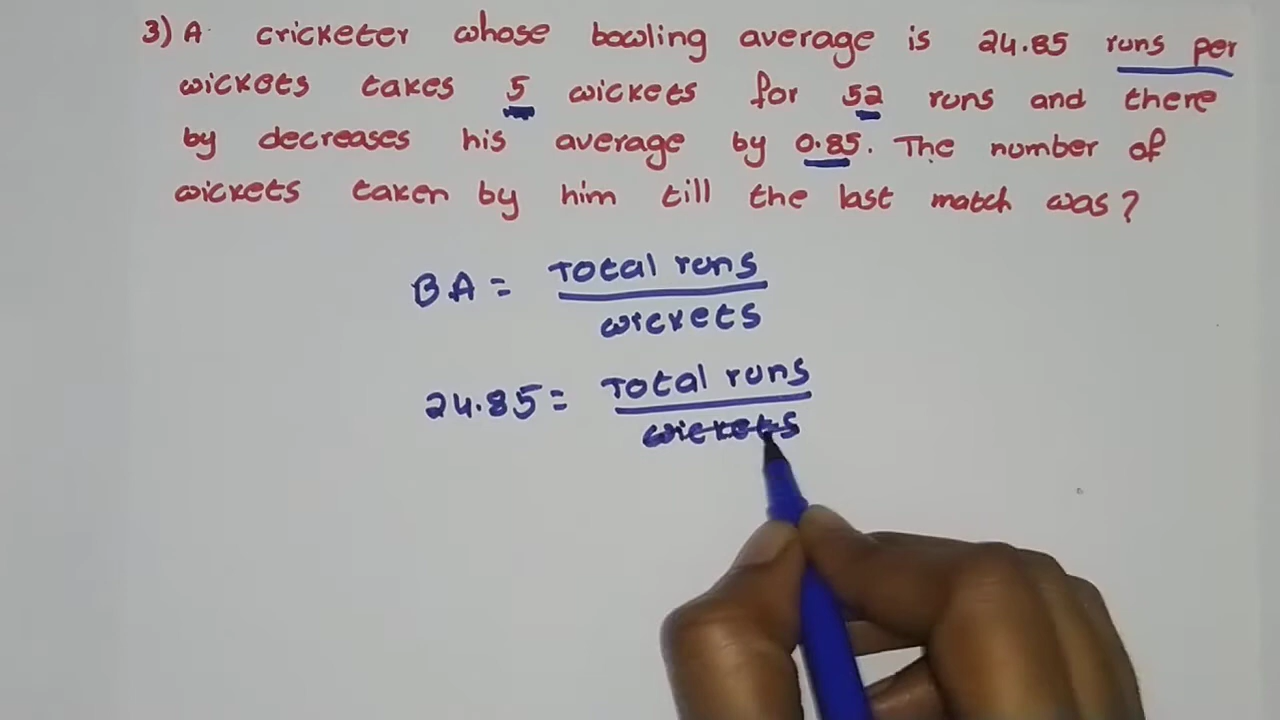 3) A cricketer whose bowling average is 24.85 runs per
wickets takes 5 wickets for 52 runs and there
by decreases his average by 0.85. The number of
wickets taken by him till the last match was?
BA = Total runs
wickets
24.85 = Total runs
wickets